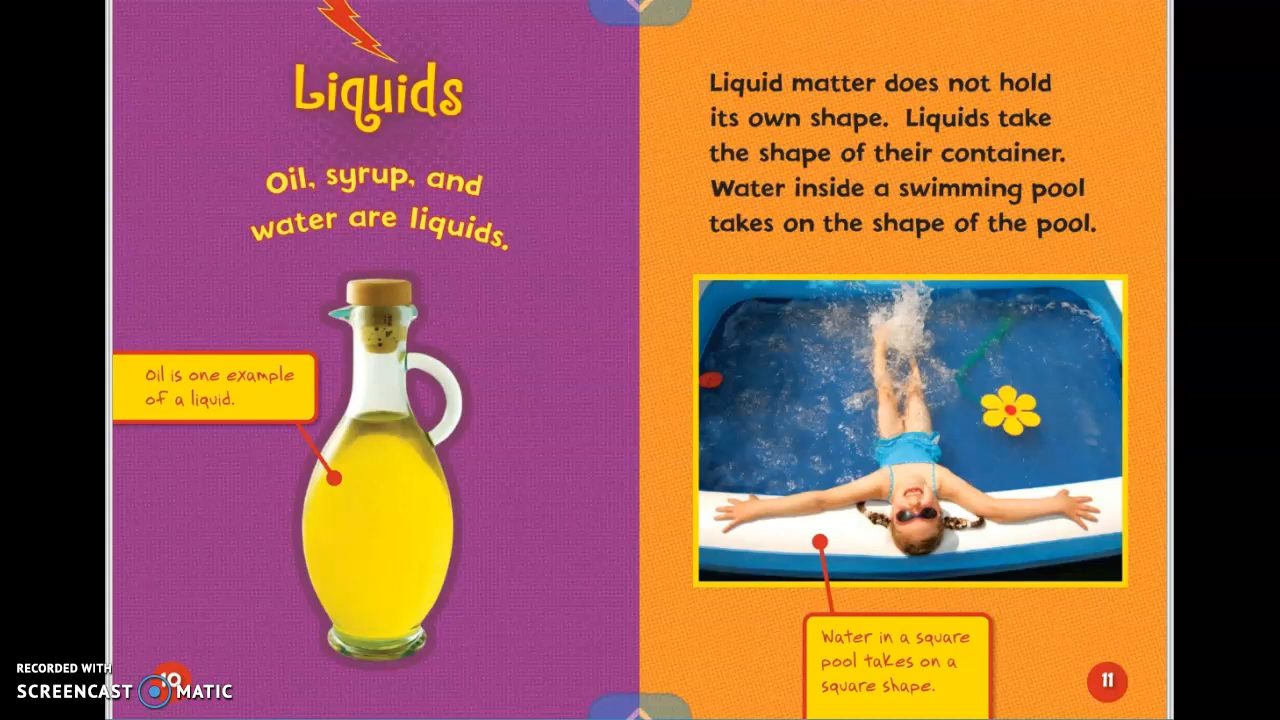 Liquids
Oil, syrup, and
water are liquids.
Oil is one example
of a liquid.
RECORDED WITH
SCREENCAST MATIC
10
Liquid matter does not hold
its own shape. Liquids take
the shape of their container.
Water inside a swimming pool
takes on the shape of the pool.
Water in a square
pool takes on a
square shape.
11